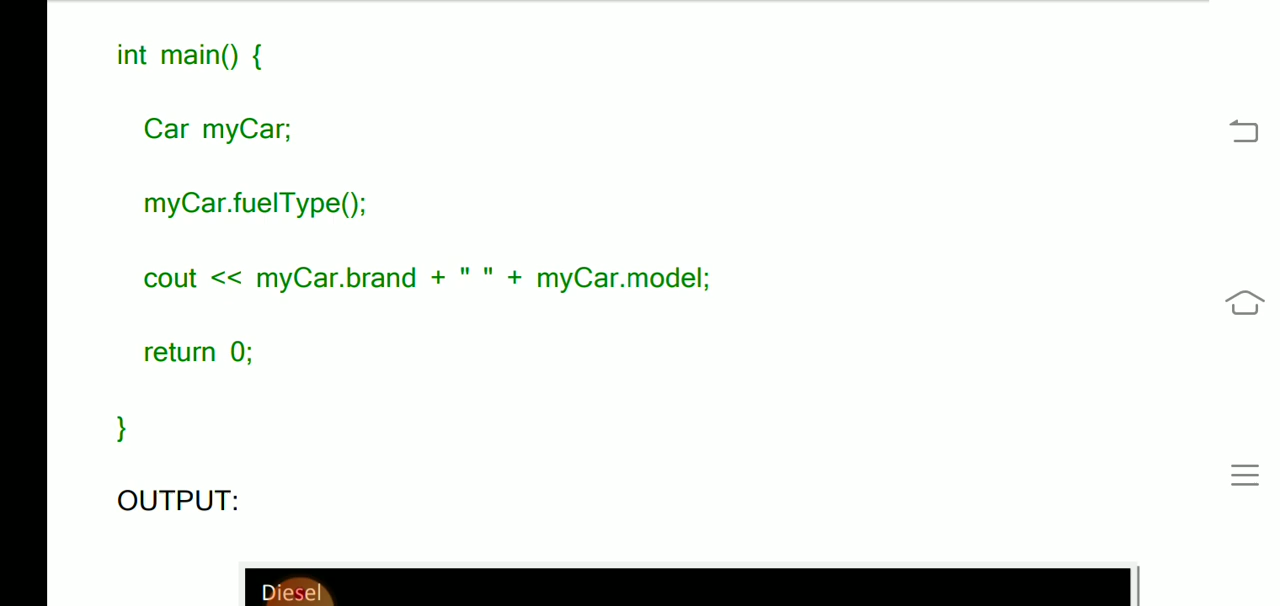 int main() {
Car myCar;
myCar.fuelType();
cout << myCar.brand + " " + myCar.model;
return 0;
}
OUTPUT:
Diesel